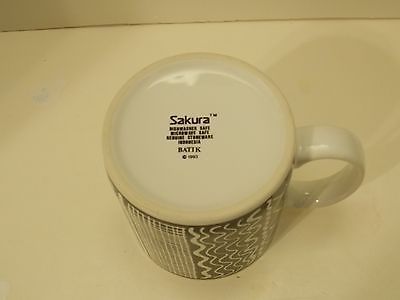 Sakura™
DISHWASHER SAFE
MICROWAVE SAFE
GENUINE STONEWARE
INDONESIA
BATIK
© 1993